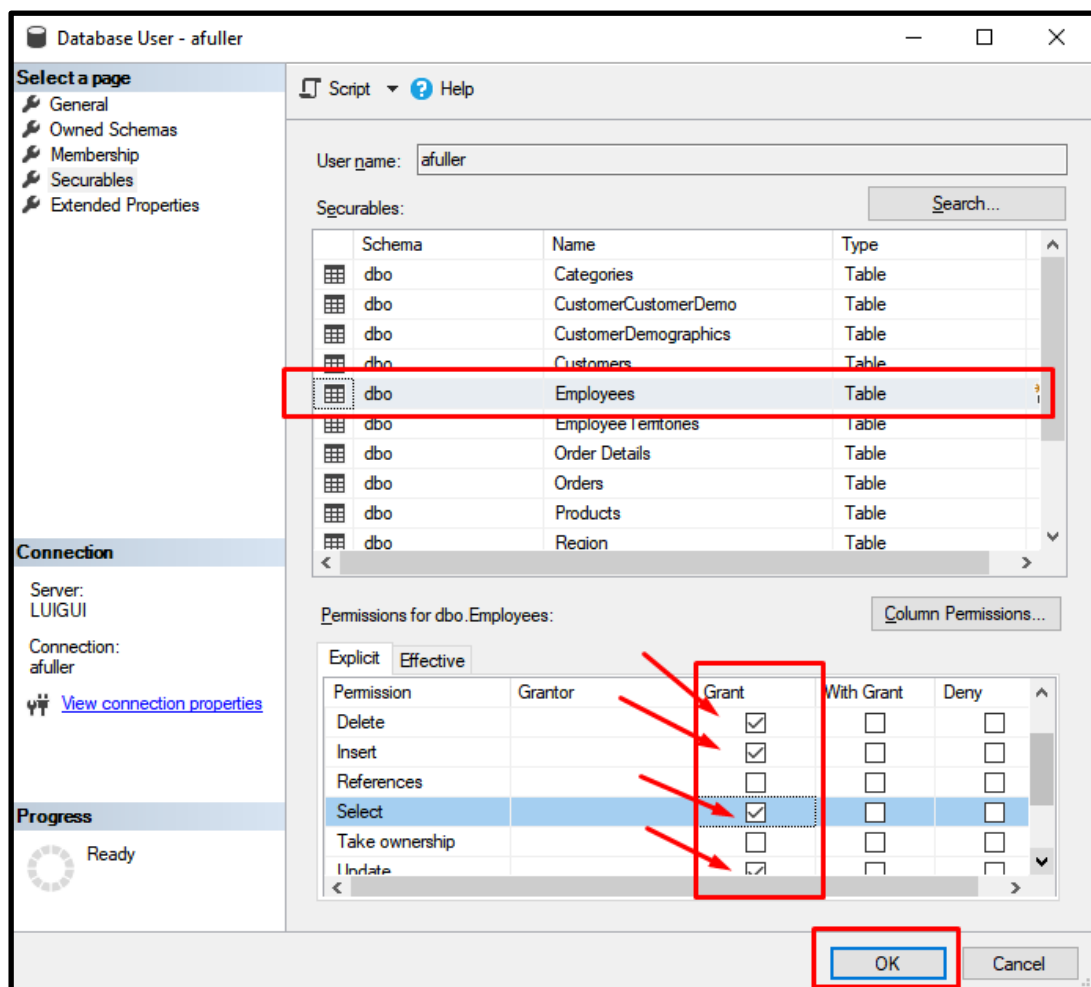 Database User - afuller
Select a page
General
Owned Schemas
Membership
Securables
Extended Properties
Script
Help
User name: afuller
Securables:
Search...
Schema Name Type
dbo Categories Table
dbo CustomerCustomerDemo Table
dbo CustomerDemographics Table
dbo Customers Table
dbo Employees Table
dbo EmployeeTerritories Table
dbo Order Details Table
dbo Orders Table
dbo Products Table
dbo Region Table
Connection
Server:
LUIGUI
Connection:
afuller
View connection properties
Permissions for dbo.Employees:
Column Permissions...
Explicit Effective
Permission Grantor Grant With Grant Deny
Delete
Insert
References
Select
Take ownership
Update
Progress
Ready
OK Cancel